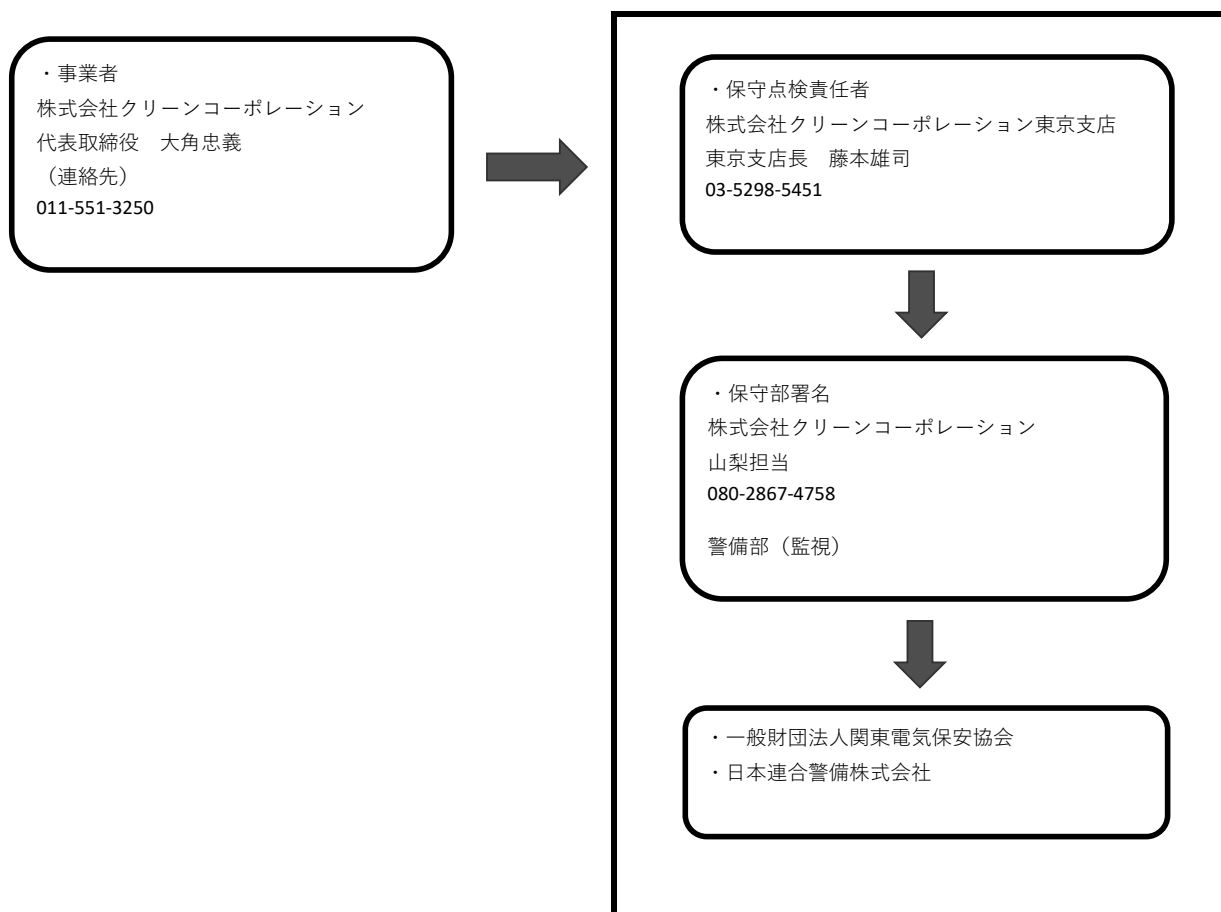 ・事業者
株式会社クリーンコーポレーション
代表取締役　大角忠義
（連絡先）
011-551-3250
・保守点検責任者
株式会社クリーンコーポレーション東京支店
東京支店長　藤本雄司
03-5298-5451
・保守部署名
株式会社クリーンコーポレーション
山梨担当
080-2867-4758
警備部（監視）
・一般財団法人関東電気保安協会
・日本連合警備株式会社